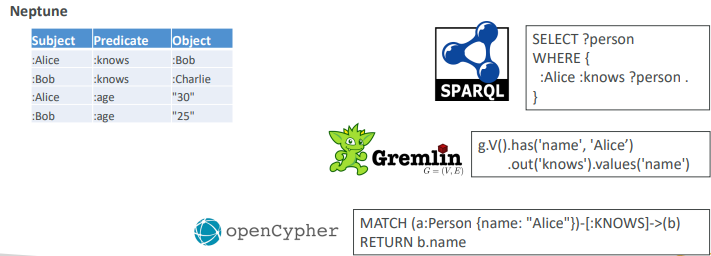 Neptune
Subject Predicate Object
:Alice :knows :Bob
:Bob :knows :Charlie
:Alice :age "30"
:Bob :age "25"
SPARQL
SELECT ?person
WHERE {
:Alice :knows ?person .
}
Gremlin
G = (V, E)
g.V().has('name', 'Alice’)
.out('knows').values('name')
openCypher
MATCH (a:Person {name: "Alice"})-[:KNOWS]->(b)
RETURN b.name